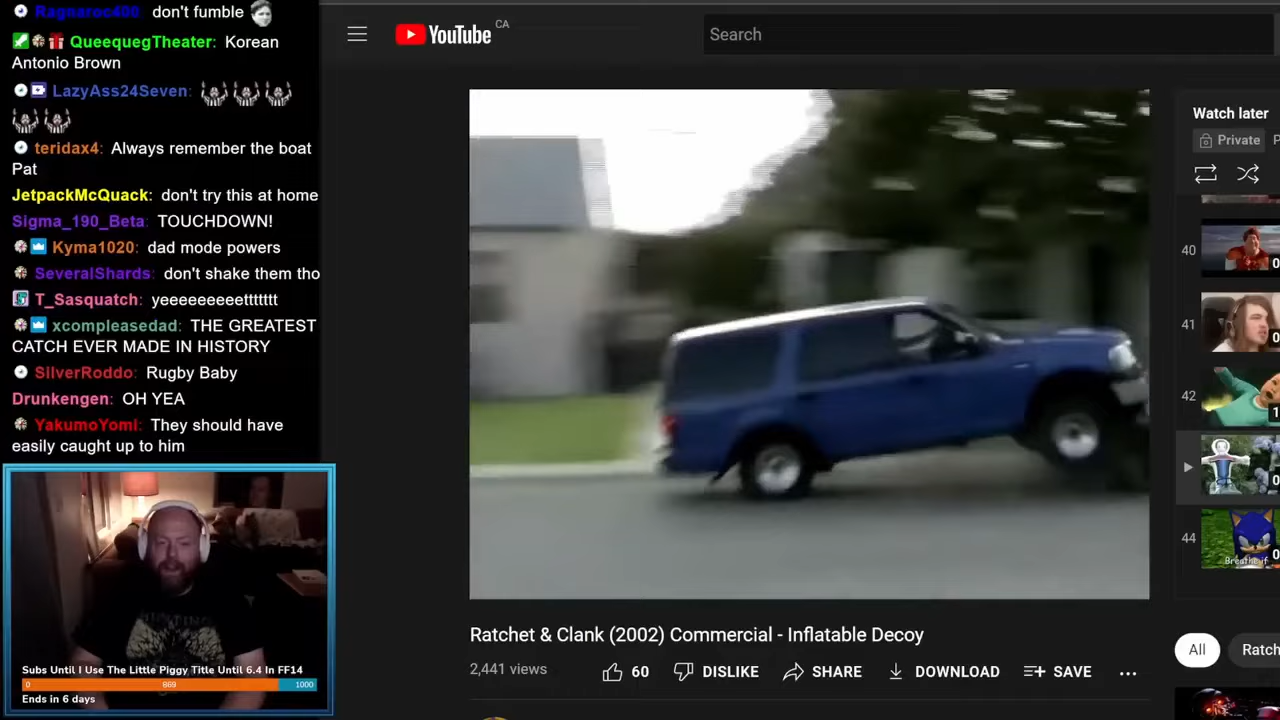 Ragnaroc400 don't fumble
QueequegTheater: Korean
Antonio Brown
LazyAss24Seven:
teridax4: Always remember the boat
Pat
JetpackMcQuack: don't try this at home
Sigma_190_Beta: TOUCHDOWN!
Kyma1020: dad mode powers
SeveralShards: don't shake them tho
T_Sasquatch: yeeeeeeeeetttttt
xcompleasedad: THE GREATEST
CATCH EVER MADE IN HISTORY
SilverRoddo: Rugby Baby
Drunkengen: OH YEA
YakumoYomi: They should have
easily caught up to him
Subs Until I Use The Little Piggy Title Until 6.4 In FF14
0 869 1000
Ends in 6 days
YouTube CA
Search
Ratchet & Clank (2002) Commercial - Inflatable Decoy
2,441 views 60 DISLIKE SHARE DOWNLOAD SAVE
Watch later
Private
40
41
42
44
Breathe if
All Ratch